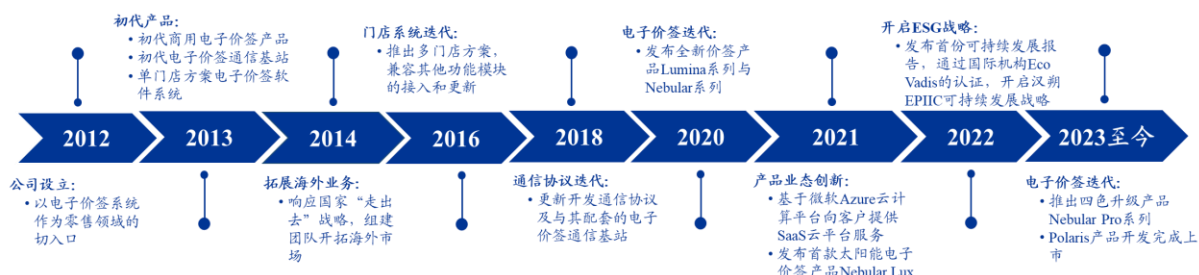 初代产品:
• 初代商用电子价签产品
• 初代电子价签通信基站
• 单门店方案电子价签软
件系统
门店系统迭代:
• 推出多门店方案，
兼容其他功能模块
的接入和更新
电子价签迭代:
• 发布全新价签产
品Lumina系列与
Nebular系列
开启ESG战略:
• 发布首份可持续发展报
告，通过国际机构Eco
Vadis的认证，开启汉朔
EPIIC可持续发展战略
2012
2013
2014
2016
2018
2020
2021
2022
2023至今
公司设立:
• 以电子价签系统
作为零售领域的
切入口
拓展海外业务:
• 响应国家“走出
去”战略，组建
团队开拓海外市
场
通信协议迭代:
• 更新开发通信协议
及与其配套的电子
价签通信基站
产品业态创新:
• 基于微软Azure云计
算平台向客户提供
SaaS云平台服务
• 发布首款太阳能电子
价签产品Nebular Lux
电子价签迭代:
• 推出四色升级产品
Nebular Pro系列
• Polaris产品开发完成上
市